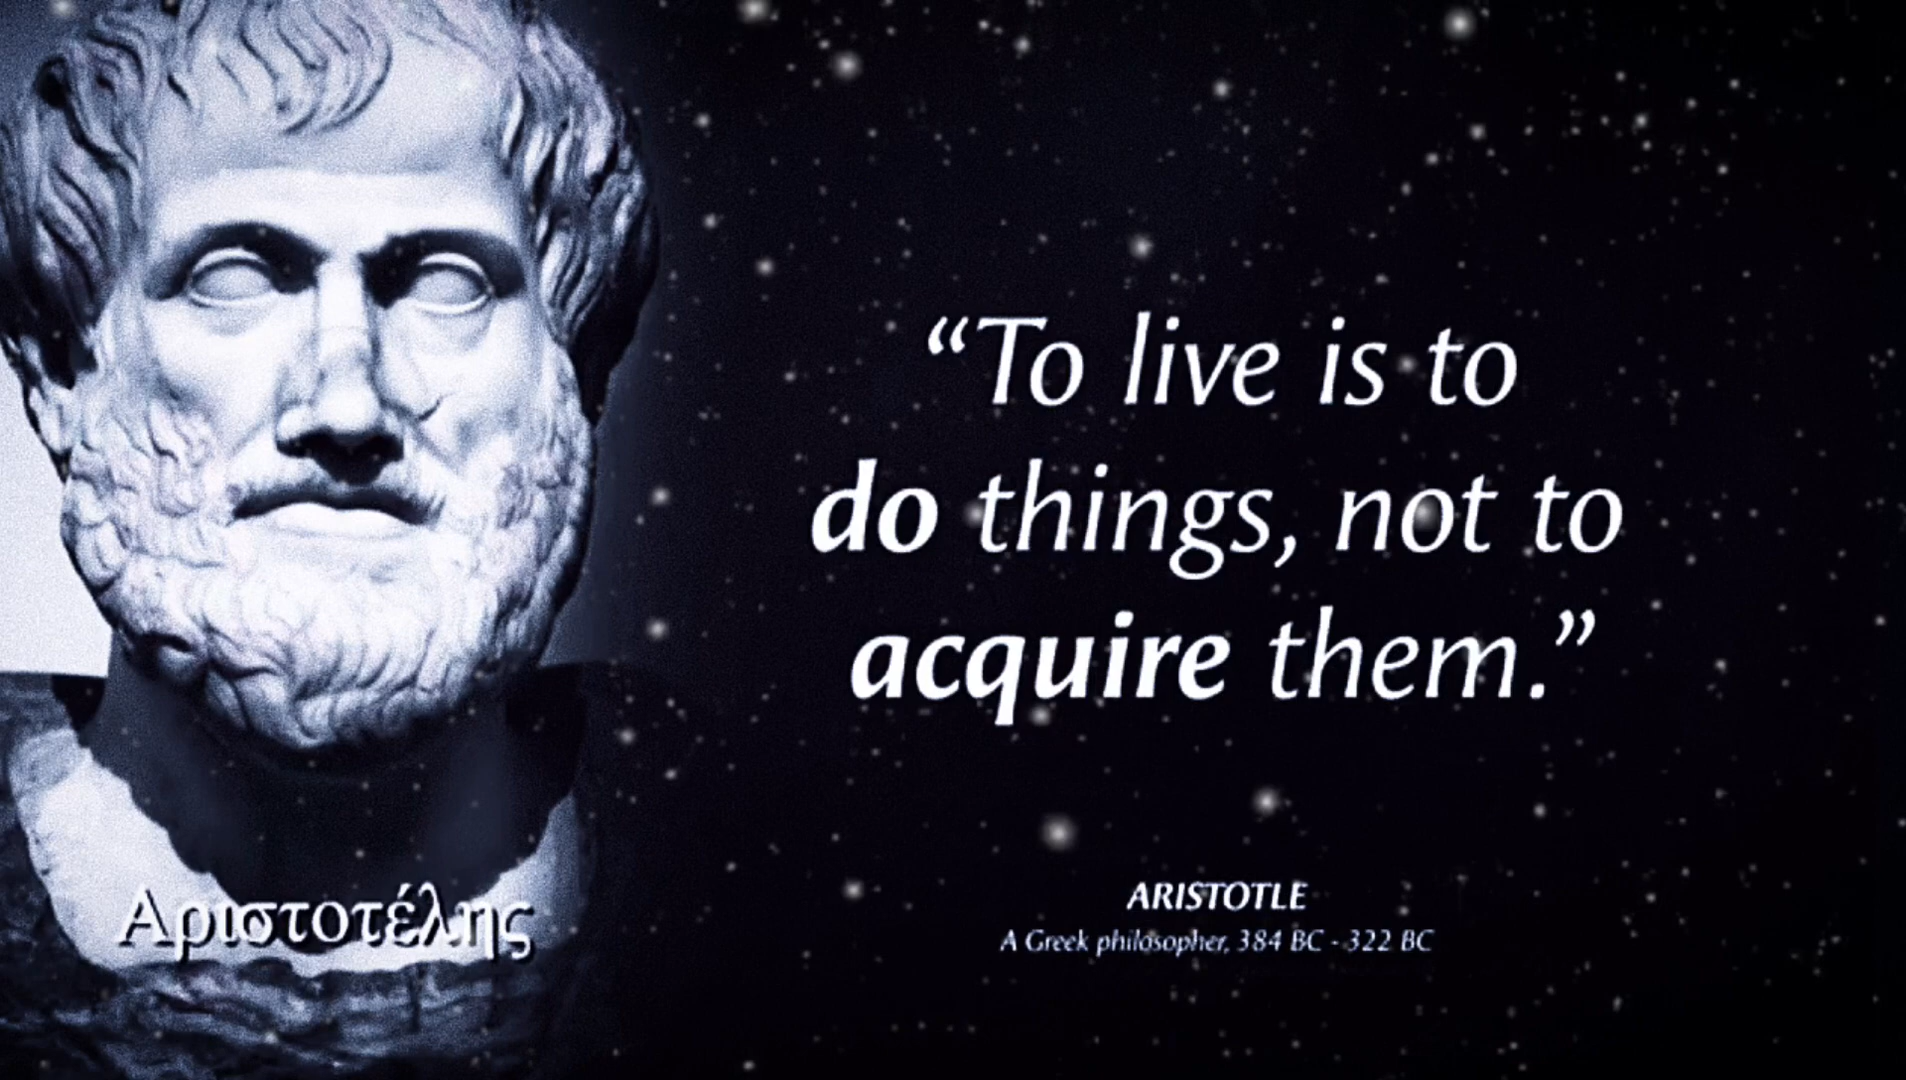 “To live is to
do things, not to
acquire them.”
ARISTOTLE
A Greek philosopher, 384 BC - 322 BC
Αριστοτέλης